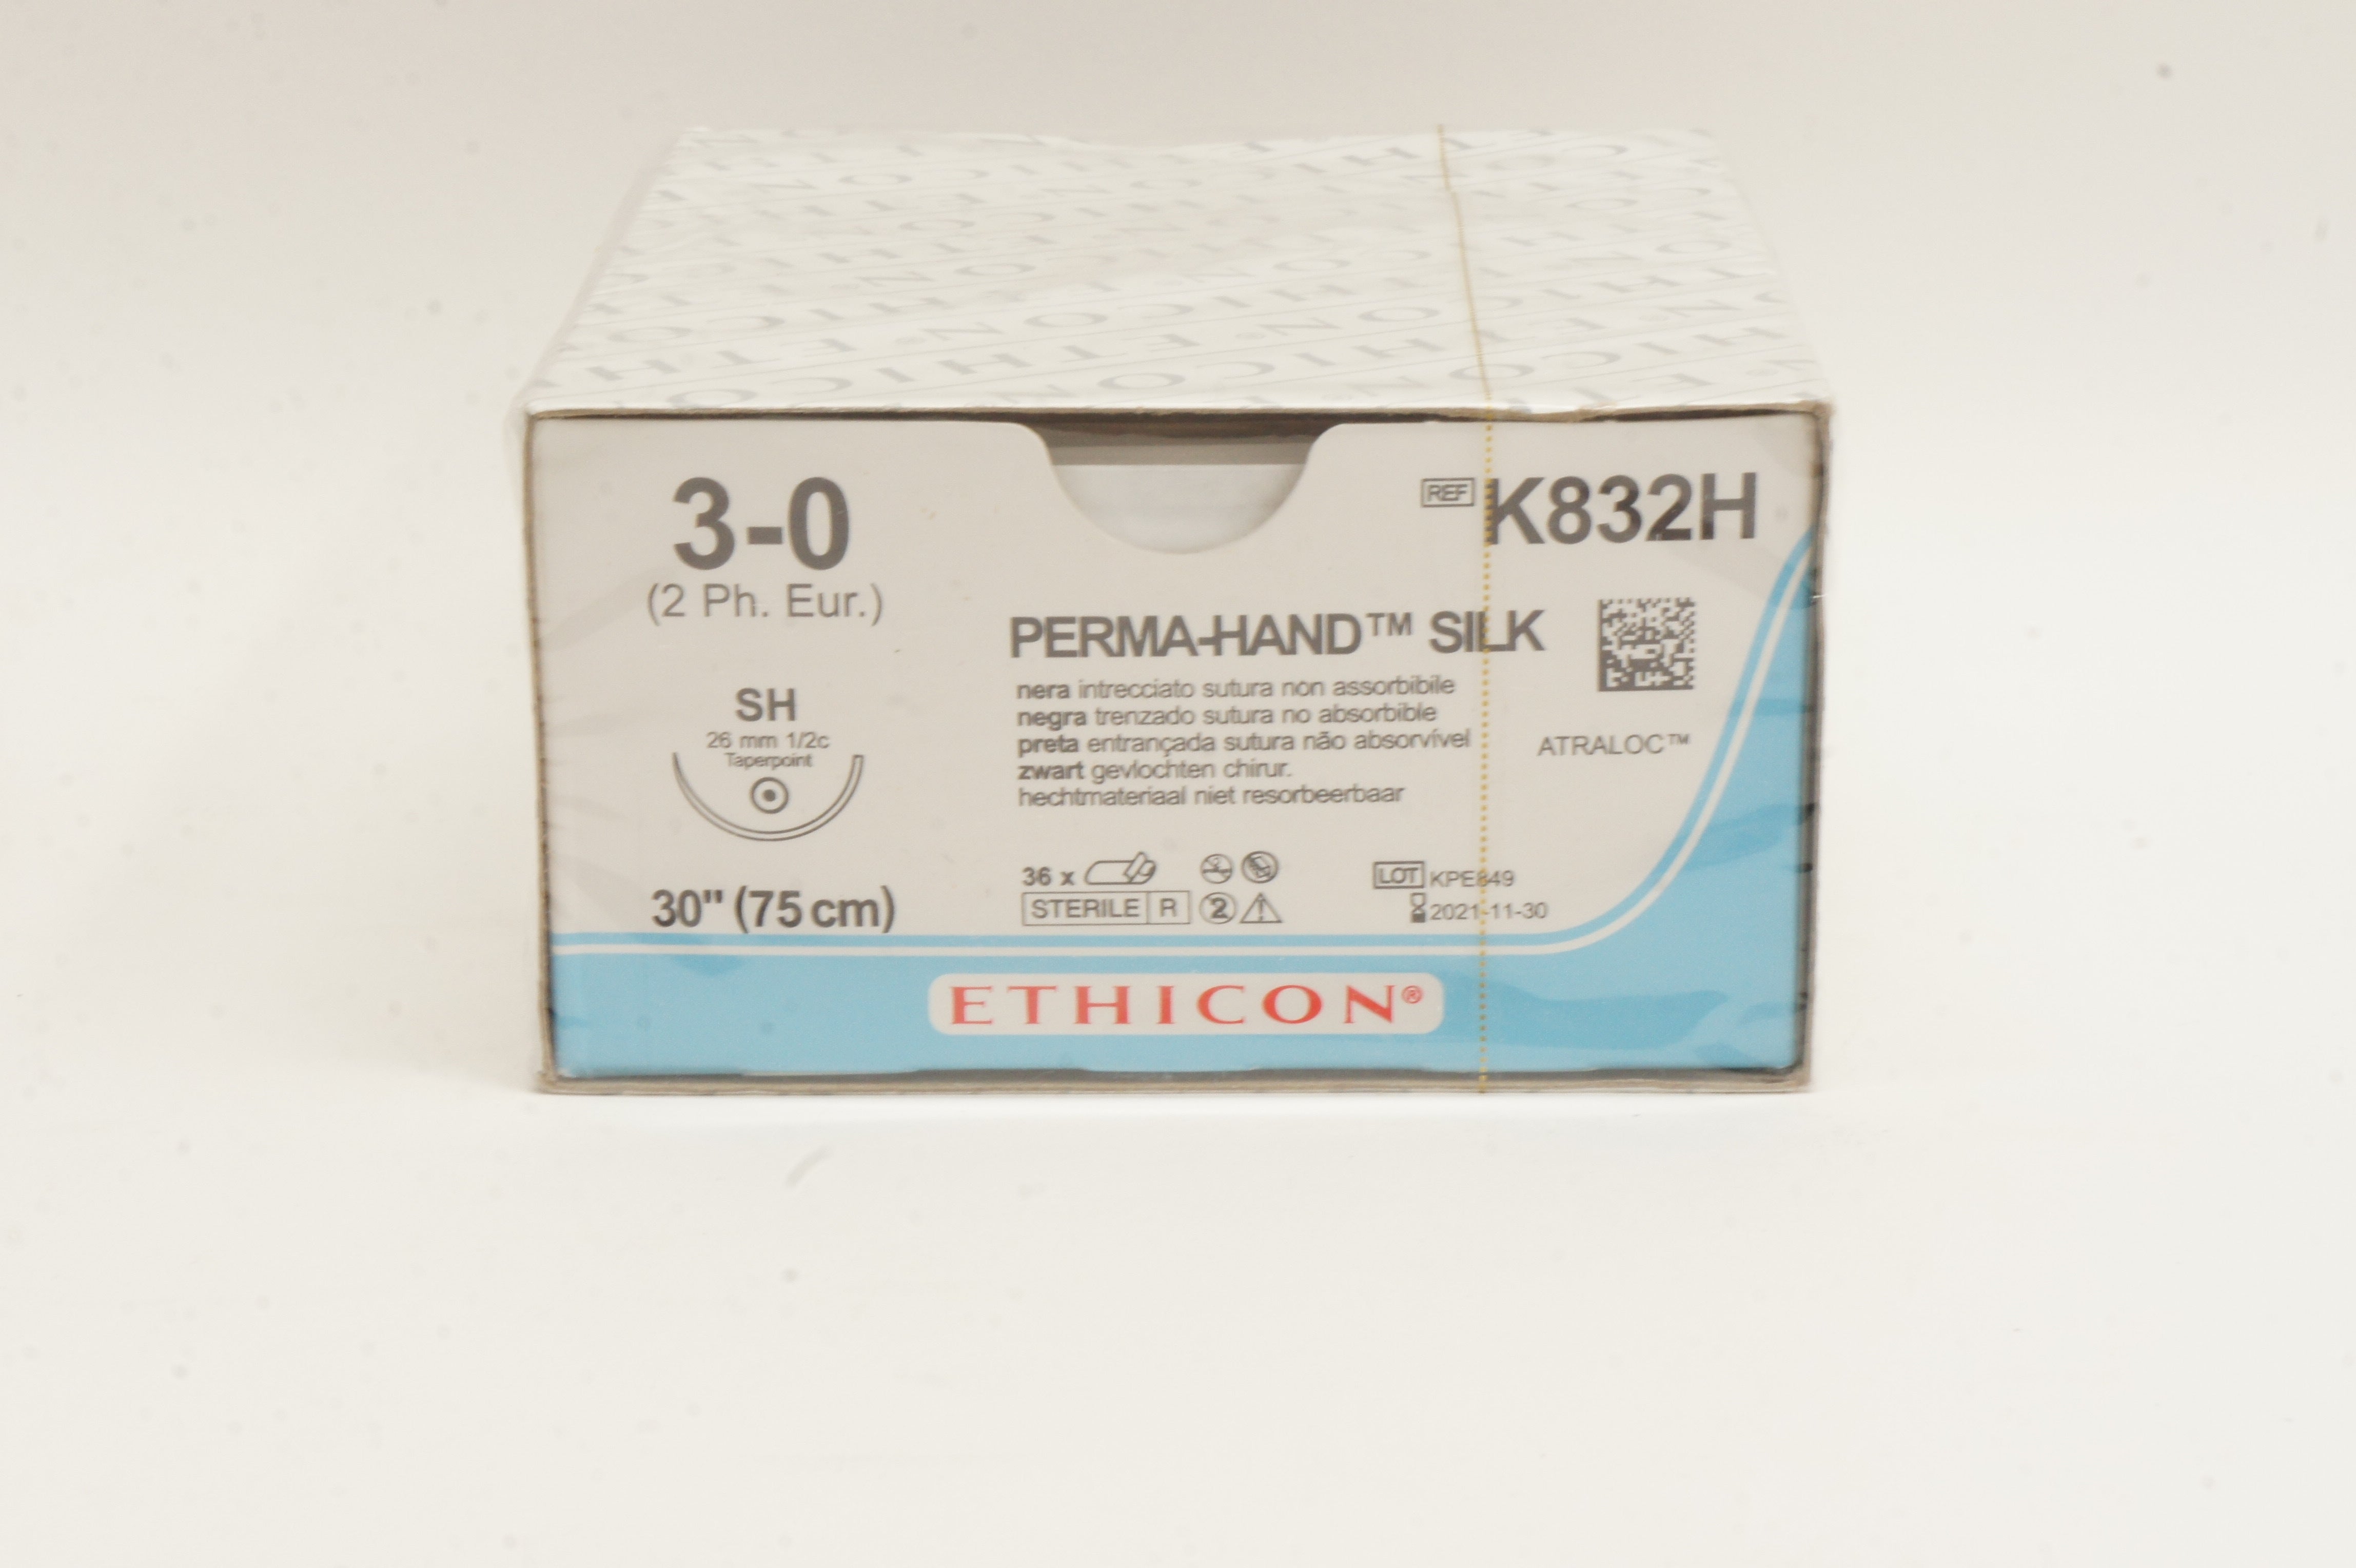 3-0
(2 Ph. Eur.)
REF K832H
PERMA-HAND™ SILK
nera intrecciato sutura non assorbibile
negra trenzado sutura no absorbible
preta entrançada sutura não absorvível
zwart gevlochten chirur.
hechtmateriaal niet resorbeerbaar
ATRALOC™
SH
26 mm 1/2c
Taperpoint
30" (75 cm)
36 x
STERILE R
2
LOT KPE849
2021-11-30
ETHICON®